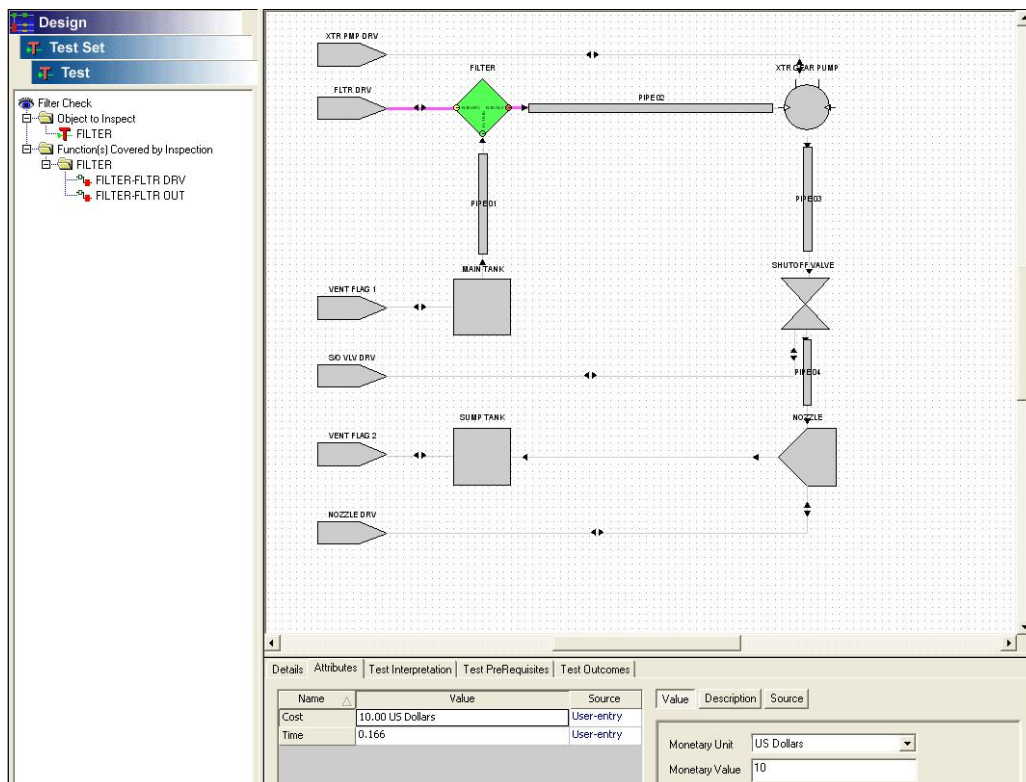 Design
Test Set
Test
Filter Check
Object to Inspect
FILTER
Function(s) Covered by Inspection
FILTER
FILTER-FLTR DRV
FILTER-FLTR OUT
XTR PMP DRV
FILTER
XTR GEAR PUMP
FLTR DRV
PIPE02
PIPE01
PIPE03
MAIN TANK
SHUTOFF VALVE
VENT FLAG 1
S/O VLV DRV
PIPE04
SUMP TANK
NOZZLE
VENT FLAG 2
NOZZLE DRV
Details Attributes Test Interpretation Test PreRequisites Test Outcomes
Name Value Source
Cost 10.00 US Dollars User-entry
Time 0.166 User-entry
Value Description Source
Monetary Unit US Dollars
Monetary Value 10